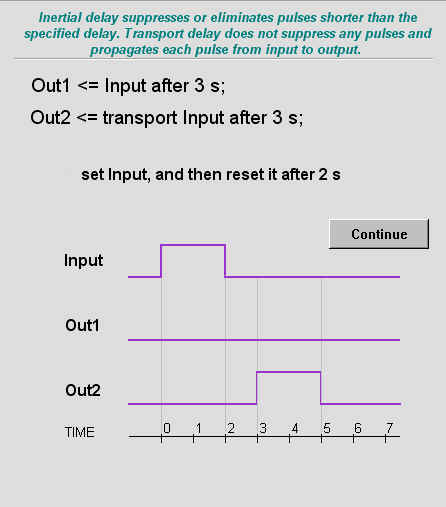 Inertial delay suppresses or eliminates pulses shorter than the
specified delay. Transport delay does not suppress any pulses and
propagates each pulse from input to output.
Out1 <= Input after 3 s;
Out2 <= transport Input after 3 s;
set Input, and then reset it after 2 s
Continue
Input
Out1
Out2
TIME 0 1 2 3 4 5 6 7